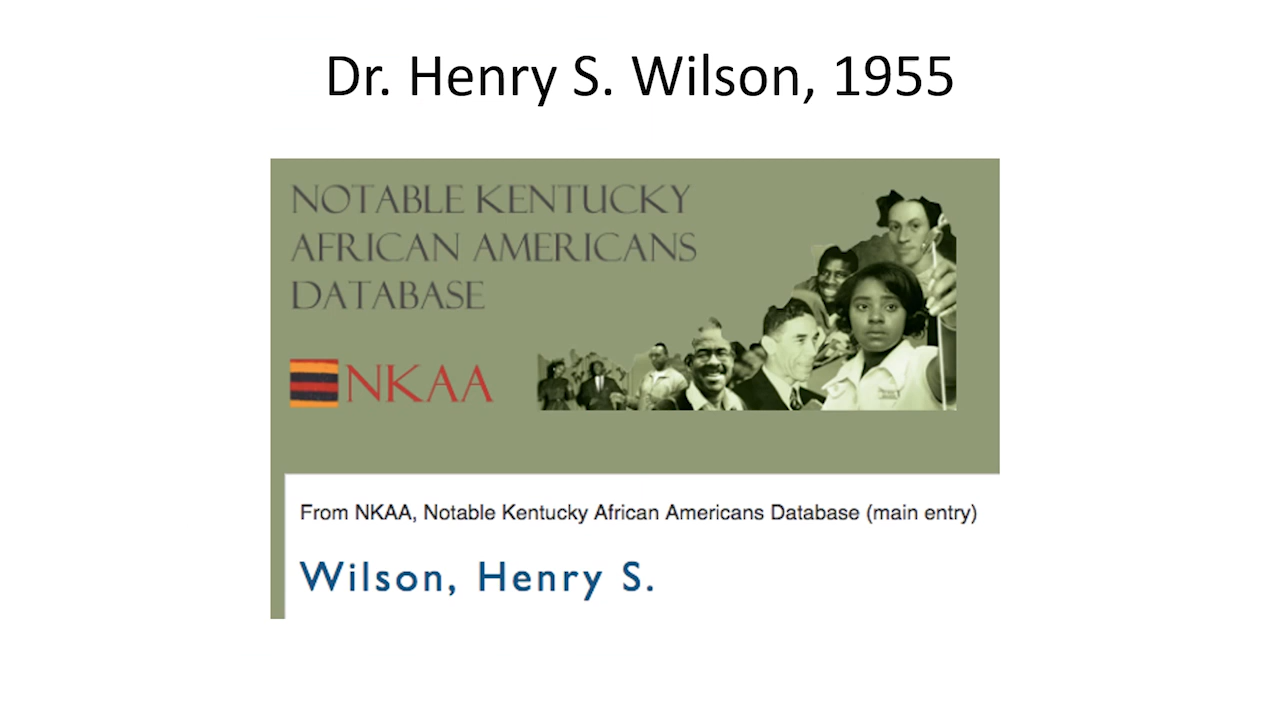 Dr. Henry S. Wilson, 1955
NOTABLE KENTUCKY
AFRICAN AMERICANS
DATABASE
NKAA
From NKAA, Notable Kentucky African Americans Database (main entry)
Wilson, Henry S.